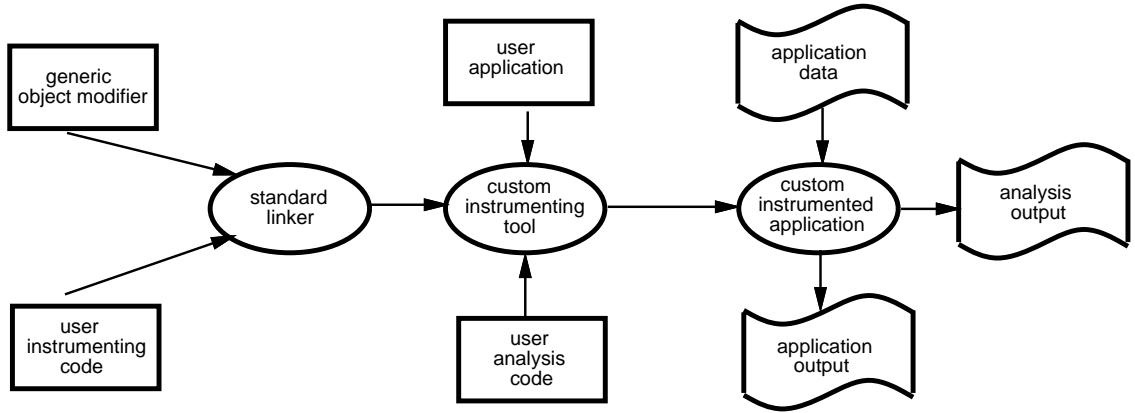 generic
object modifier
user
application
application
data
standard
linker
custom
instrumenting
tool
custom
instrumented
application
analysis
output
user
instrumenting
code
user
analysis
code
application
output